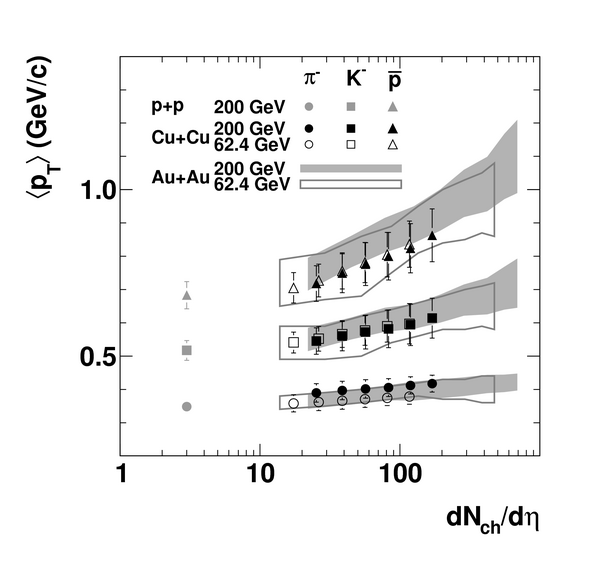 ⟨p_T⟩ (GeV/c)
π⁻ K⁻ p̅
p+p 200 GeV
Cu+Cu 200 GeV
62.4 GeV
Au+Au 200 GeV
62.4 GeV
1.0
0.5
1 10 100
dN_ch/dη